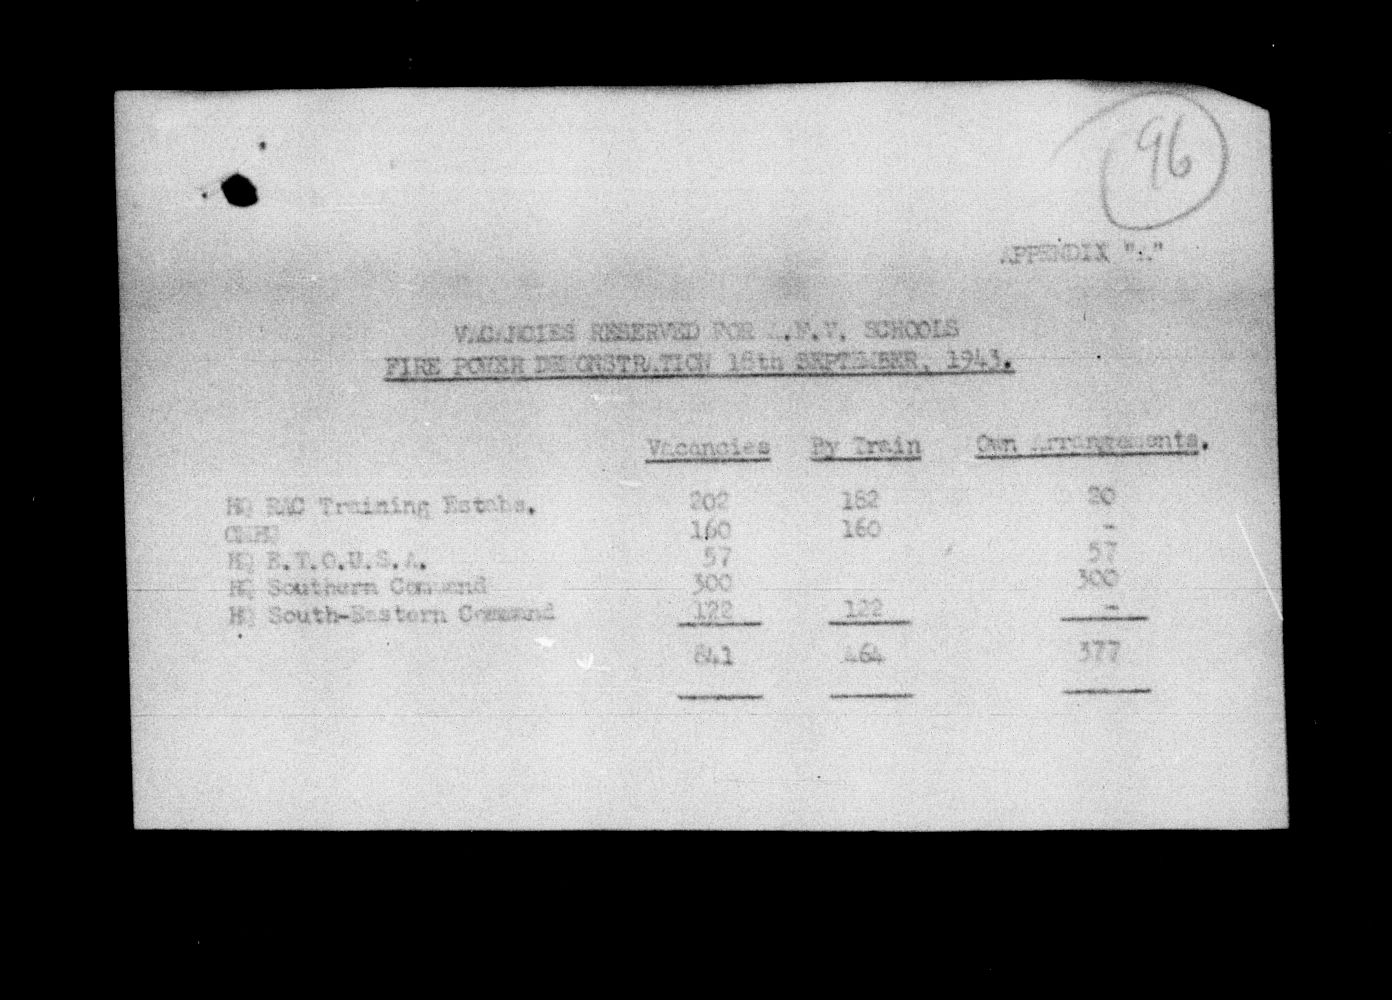 96
APPENDIX "A"
VACANCIES RESERVED FOR A.F.V. SCHOOLS
FIRE POWER DEMONSTRATION SEPTEMBER, 1943.
Vacancies By Train Own Arrangements.
HQ RAC Training Estabs. 202 182 20
CMHQ 160 160 -
HQ E.T.O.U.S.A. 57 57
HQ Southern Command 300 300
HQ South-Eastern Command 122 122 -
841 464 377